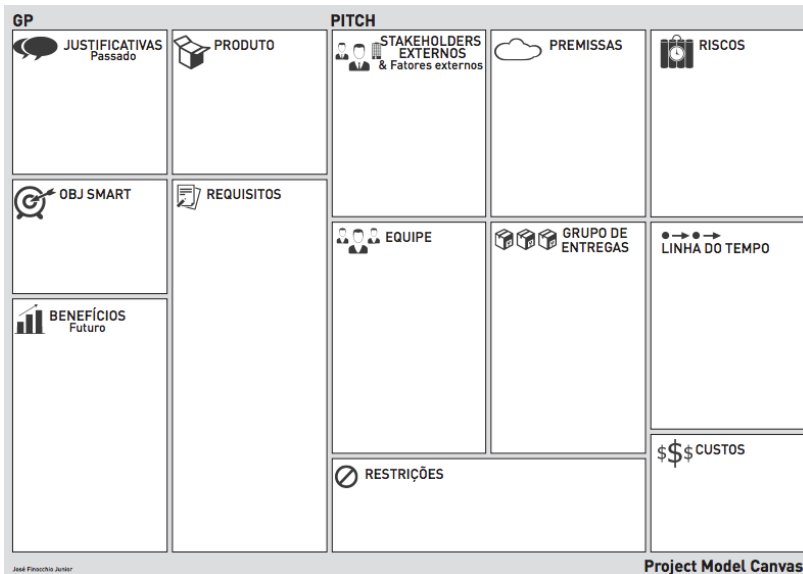 GP
PITCH
JUSTIFICATIVAS
Passado
PRODUTO
STAKEHOLDERS
EXTERNOS
& Fatores externos
PREMISSAS
RISCOS
OBJ SMART
REQUISITOS
EQUIPE
GRUPO DE
ENTREGAS
LINHA DO TEMPO
BENEFÍCIOS
Futuro
RESTRIÇÕES
$$$ CUSTOS
José Finocchio Junior
Project Model Canvas